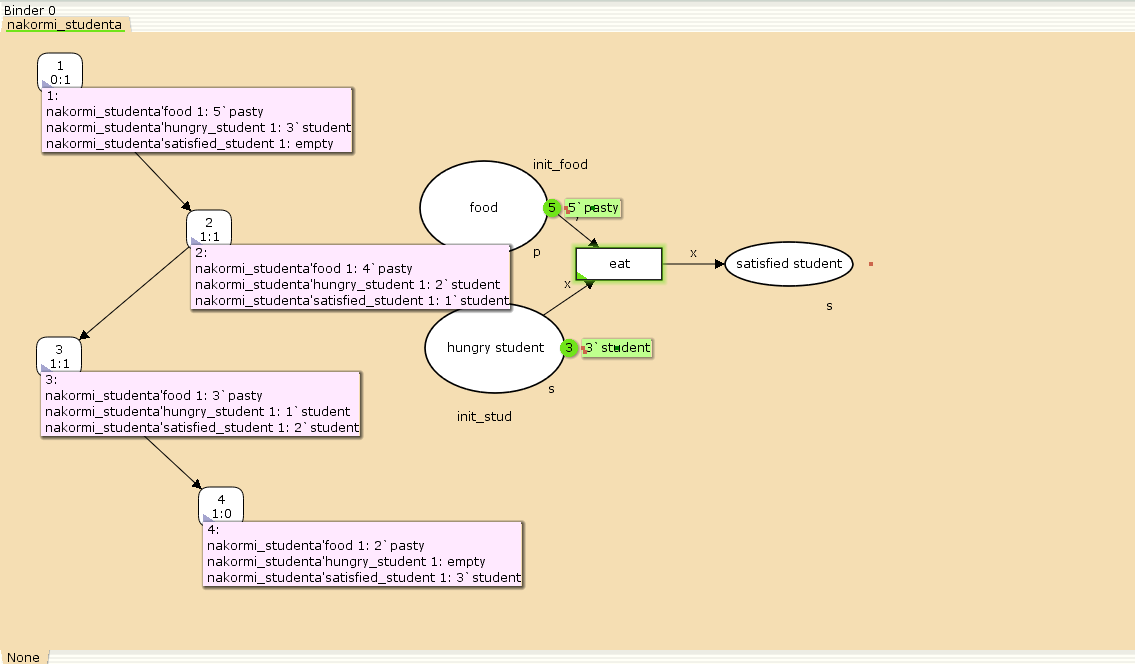 Binder 0
nakormi_studenta
1
0:1
1:
nakormi_studenta'food 1: 5`pasty
nakormi_studenta'hungry_student 1: 3`student
nakormi_studenta'satisfied_student 1: empty
2
1:1
2:
nakormi_studenta'food 1: 4`pasty
nakormi_studenta'hungry_student 1: 2`student
nakormi_studenta'satisfied_student 1: 1`student
3
1:1
3:
nakormi_studenta'food 1: 3`pasty
nakormi_studenta'hungry_student 1: 1`student
nakormi_studenta'satisfied_student 1: 2`student
4
1:0
4:
nakormi_studenta'food 1: 2`pasty
nakormi_studenta'hungry_student 1: empty
nakormi_studenta'satisfied_student 1: 3`student
init_food
food
5
5`pasty
p
eat
x
satisfied student
s
x
hungry student
3
3`student
s
init_stud
None